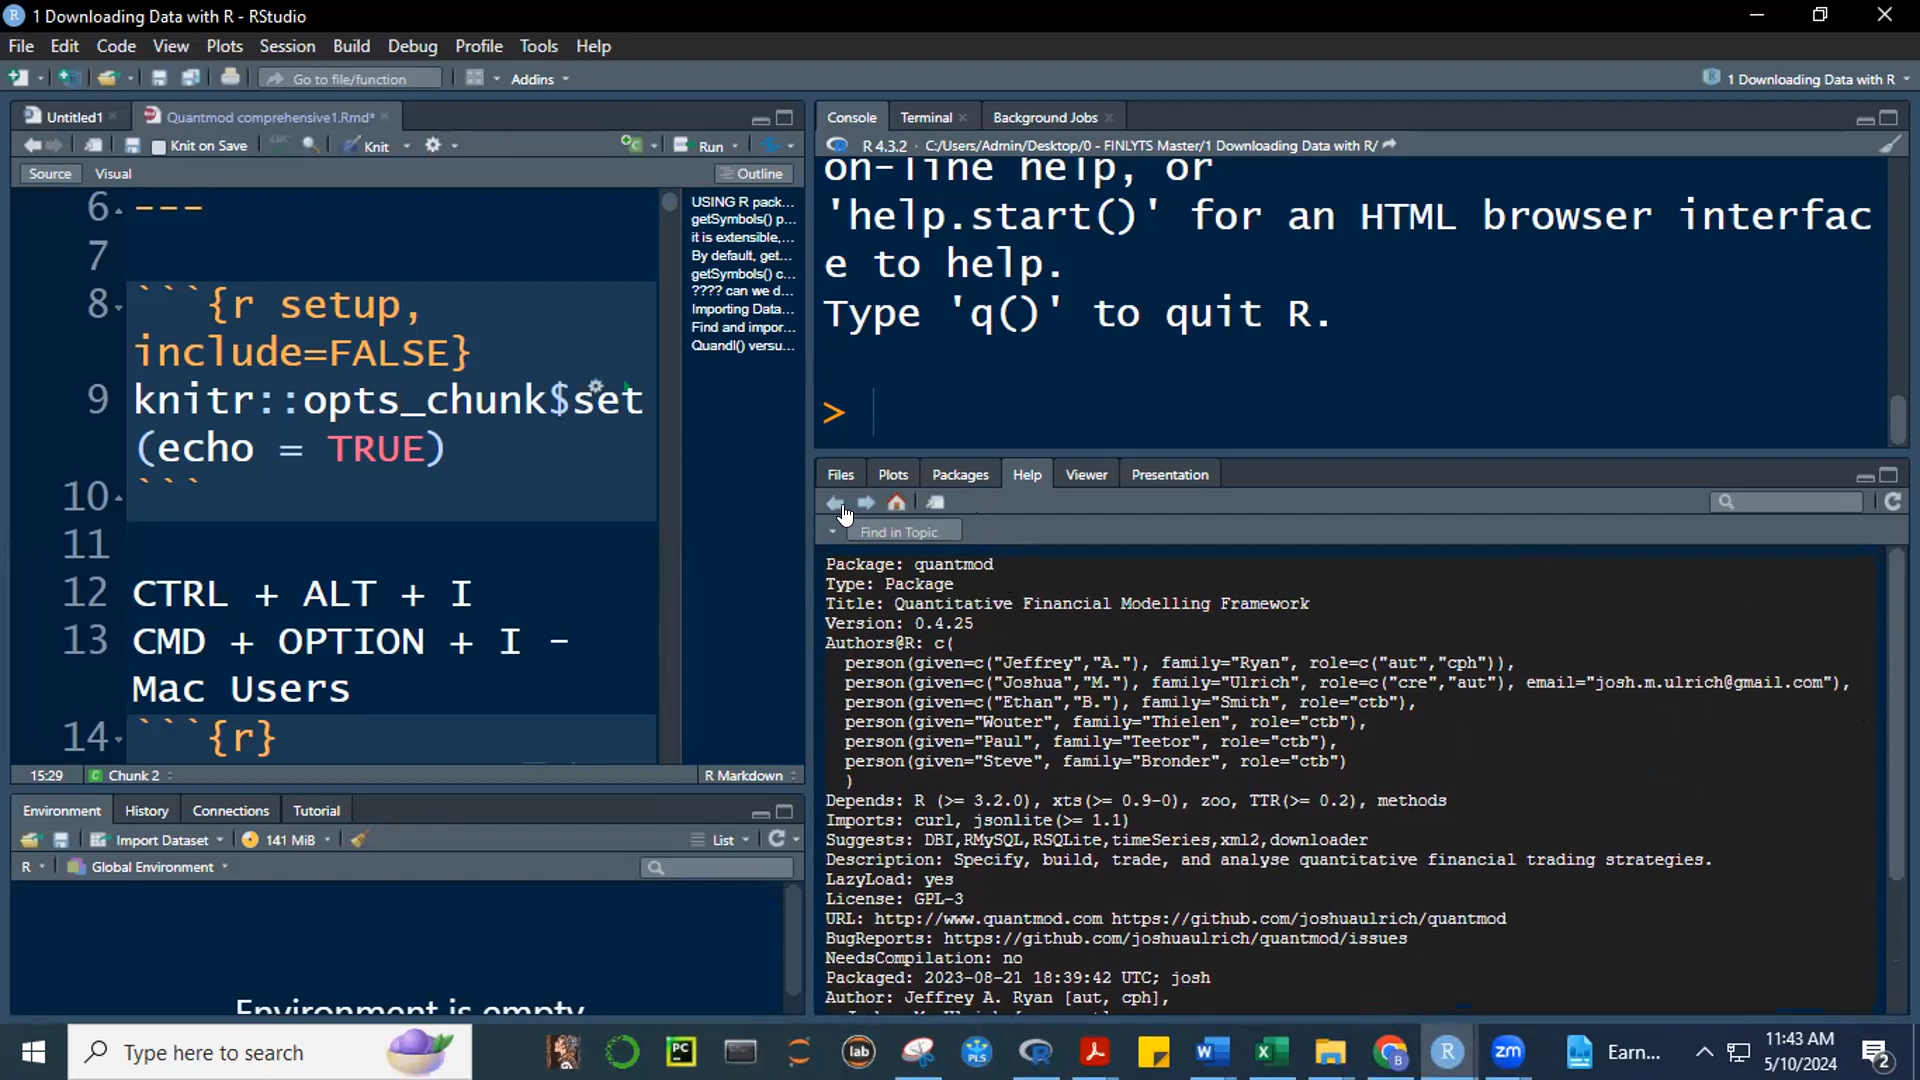 1 Downloading Data with R - RStudio
File Edit Code View Plots Session Build Debug Profile Tools Help
Go to file/function Addins 1 Downloading Data with R
Untitled1 Quantmod comprehensive1.Rmd*
Knit on Save Knit Run
Source Visual Outline
6 ---
7
8 ```{r setup,
include=FALSE}
9 knitr::opts_chunk$set
(echo = TRUE)
10 ```
11
12 CTRL + ALT + I
13 CMD + OPTION + I -
Mac Users
14 ```{r}
15:29 Chunk 2 R Markdown
USING R pack...
getSymbols() p...
it is extensible,...
By default, get...
getSymbols() c...
???? can we d...
Importing Data...
Find and impor...
Quandl() versu...
Environment History Connections Tutorial
Import Dataset 141 MiB List
R Global Environment
Environment is empty
Console Terminal Background Jobs
R 4.3.2 · C:/Users/Admin/Desktop/0 - FINLYTS Master/1 Downloading Data with R/
on-line help, or
'help.start()' for an HTML browser interfac
e to help.
Type 'q()' to quit R.
>
Files Plots Packages Help Viewer Presentation
Find in Topic
Package: quantmod
Type: Package
Title: Quantitative Financial Modelling Framework
Version: 0.4.25
Authors@R: c(
person(given=c("Jeffrey","A."), family="Ryan", role=c("aut","cph")),
person(given=c("Joshua","M."), family="Ulrich", role=c("cre","aut"), email="josh.m.ulrich@gmail.com"),
person(given=c("Ethan","B."), family="Smith", role="ctb"),
person(given="Wouter", family="Thielen", role="ctb"),
person(given="Paul", family="Teetor", role="ctb"),
person(given="Steve", family="Bronder", role="ctb")
)
Depends: R (>= 3.2.0), xts(>= 0.9-0), zoo, TTR(>= 0.2), methods
Imports: curl, jsonlite(>= 1.1)
Suggests: DBI,RMySQL,RSQLite,timeSeries,xml2,downloader
Description: Specify, build, trade, and analyse quantitative financial trading strategies.
LazyLoad: yes
License: GPL-3
URL: http://www.quantmod.com https://github.com/joshuaulrich/quantmod
BugReports: https://github.com/joshuaulrich/quantmod/issues
NeedsCompilation: no
Packaged: 2023-08-21 18:39:42 UTC; josh
Author: Jeffrey A. Ryan [aut, cph],
Type here to search PC lab PLS zm Earn... 11:43 AM
5/10/2024 2